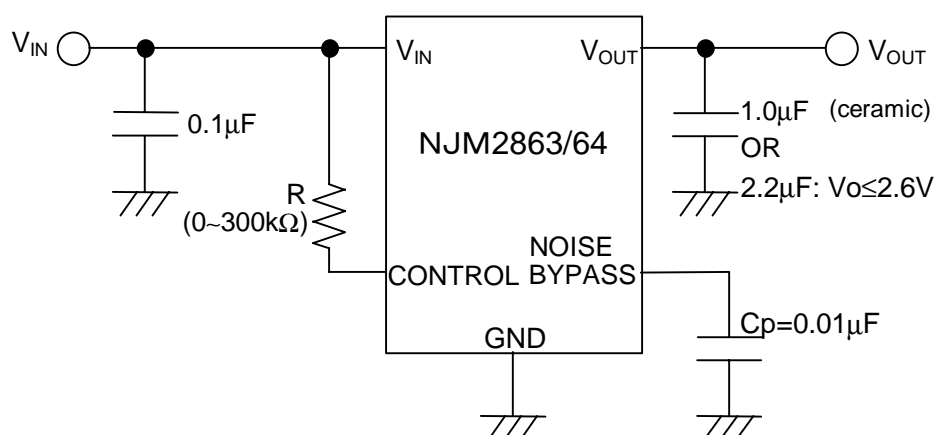 V_IN
V_IN
V_OUT
V_OUT
0.1μF
1.0μF (ceramic)
OR
2.2μF: Vo≤2.6V
NJM2863/64
R
(0~300kΩ)
CONTROL
NOISE
BYPASS
GND
Cp=0.01μF